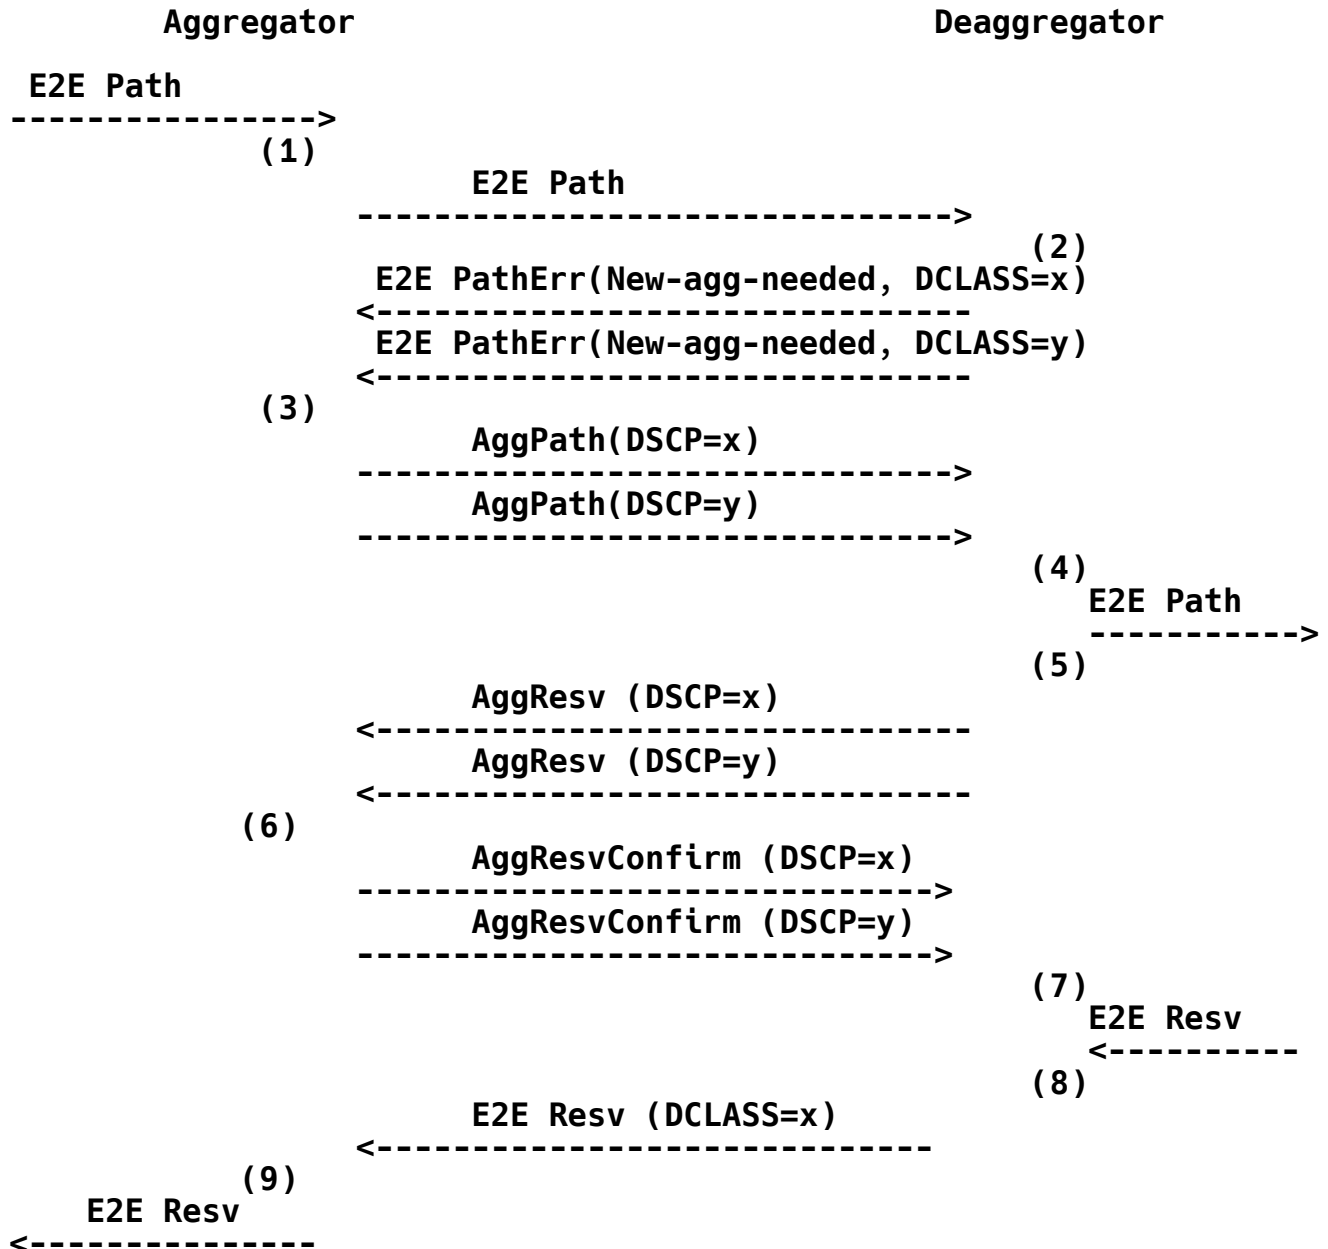 Aggregator                              Deaggregator
E2E Path
---------------->
(1)
E2E Path
------------------------------->
(2)
E2E PathErr(New-agg-needed, DCLASS=x)
<-------------------------------
E2E PathErr(New-agg-needed, DCLASS=y)
<-------------------------------
(3)
AggPath(DSCP=x)
------------------------------->
AggPath(DSCP=y)
------------------------------->
(4)
E2E Path
----------->
(5)
AggResv (DSCP=x)
<-------------------------------
AggResv (DSCP=y)
<-------------------------------
(6)
AggResvConfirm (DSCP=x)
------------------------------>
AggResvConfirm (DSCP=y)
------------------------------>
(7)
E2E Resv
<----------
(8)
E2E Resv (DCLASS=x)
<-----------------------------
(9)
E2E Resv
<---------------